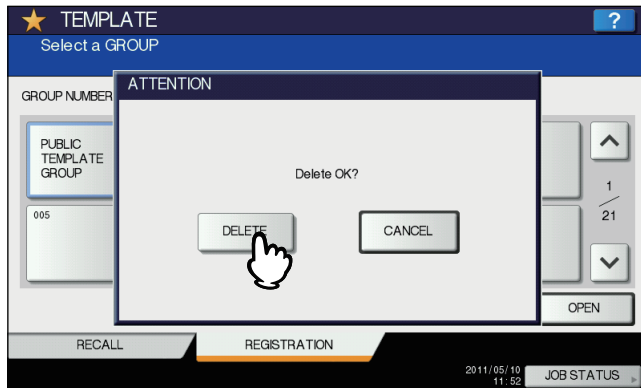 TEMPLATE
?
Select a GROUP
ATTENTION
GROUP NUMBER
PUBLIC
TEMPLATE
GROUP
Delete OK?
1
21
005
DELETE
CANCEL
OPEN
RECALL
REGISTRATION
2011/05/10
11:52
JOB STATUS